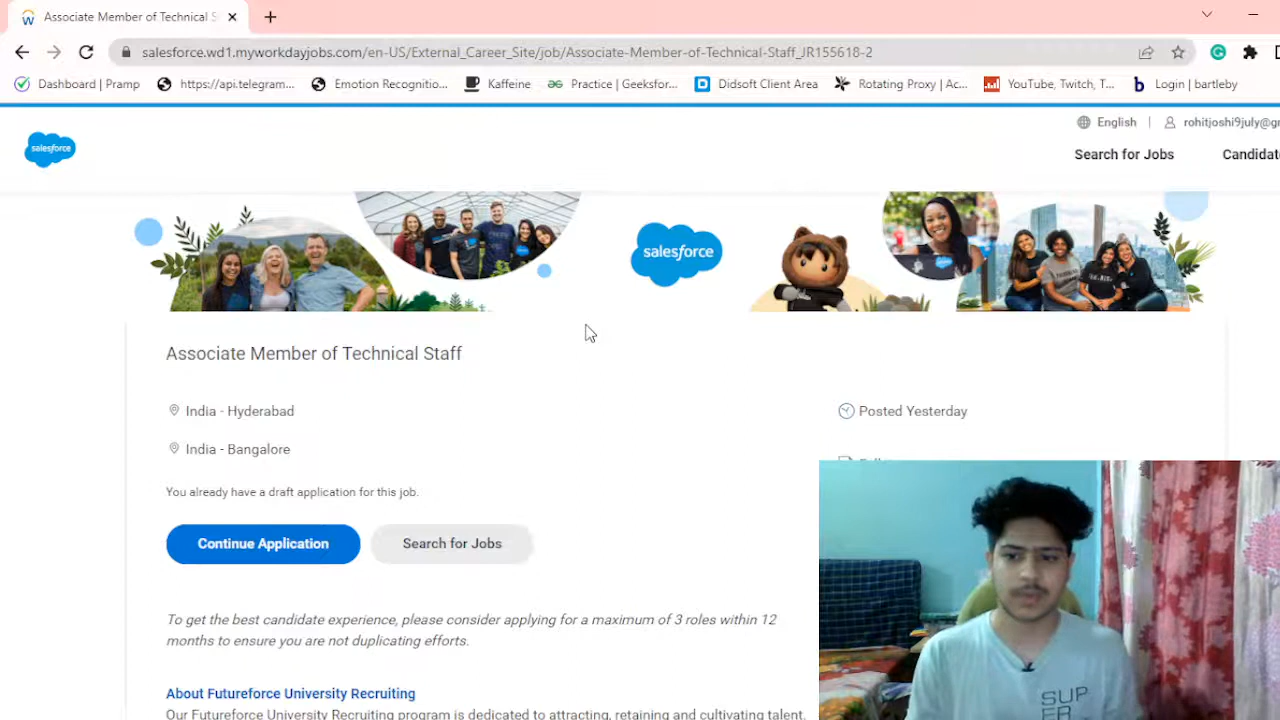 Associate Member of Technical S
salesforce.wd1.myworkdayjobs.com/en-US/External_Career_Site/job/Associate-Member-of-Technical-Staff_JR155618-2
Dashboard | Pramp https://api.telegram... Emotion Recognitio... Kaffeine Practice | Geeksfor... Didsoft Client Area Rotating Proxy | Ac... YouTube, Twitch, T... Login | bartleby
English | rohitjoshi9july@gr
salesforce
Search for Jobs Candidat
salesforce
Associate Member of Technical Staff
India - Hyderabad
Posted Yesterday
India - Bangalore
You already have a draft application for this job.
Continue Application Search for Jobs
To get the best candidate experience, please consider applying for a maximum of 3 roles within 12
months to ensure you are not duplicating efforts.
About Futureforce University Recruiting
Our Futureforce University Recruiting program is dedicated to attracting, retaining and cultivating talent.
SUP
ER